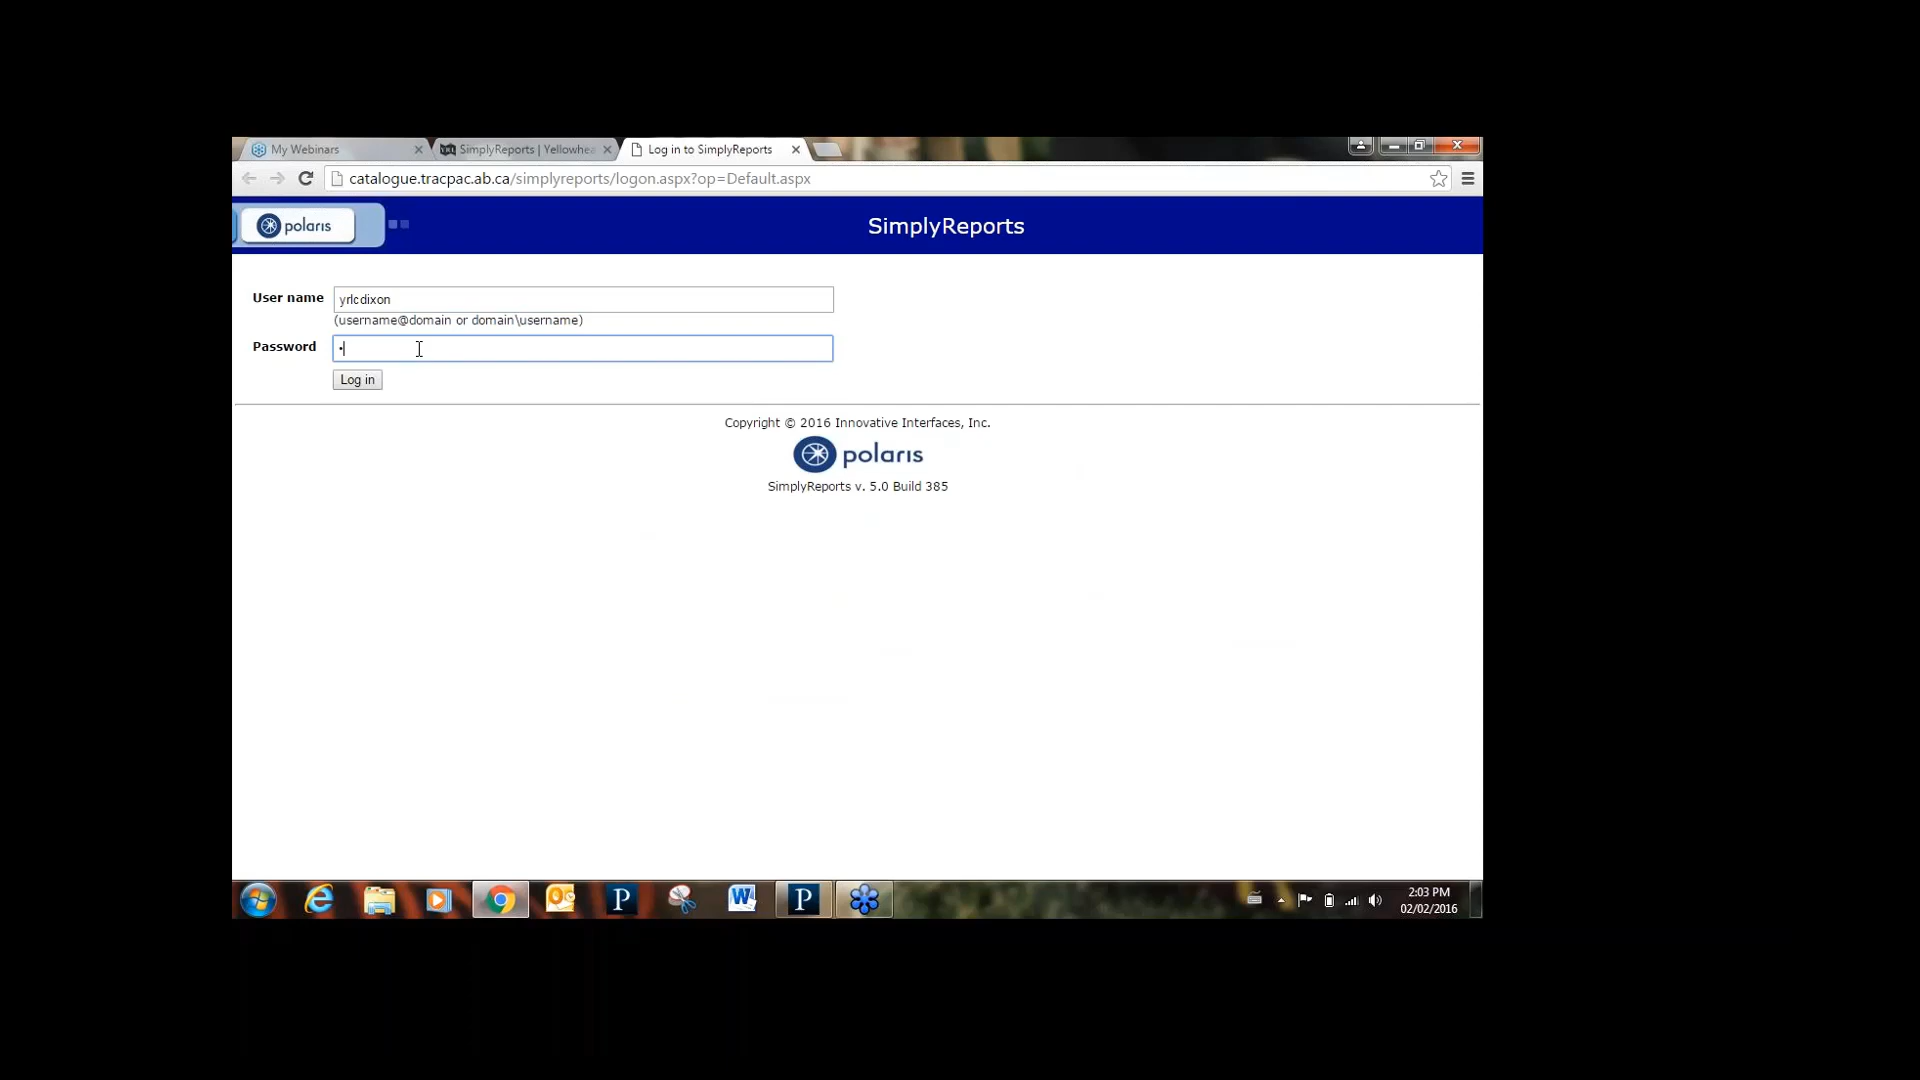 My Webinars
SimplyReports | Yellowhea
Log in to SimplyReports
catalogue.tracpac.ab.ca/simplyreports/logon.aspx?op=Default.aspx
polaris
SimplyReports
User name
yrlcdixon
(username@domain or domain\username)
Password
Log in
Copyright © 2016 Innovative Interfaces, Inc.
polaris
SimplyReports v. 5.0 Build 385
2:03 PM
02/02/2016